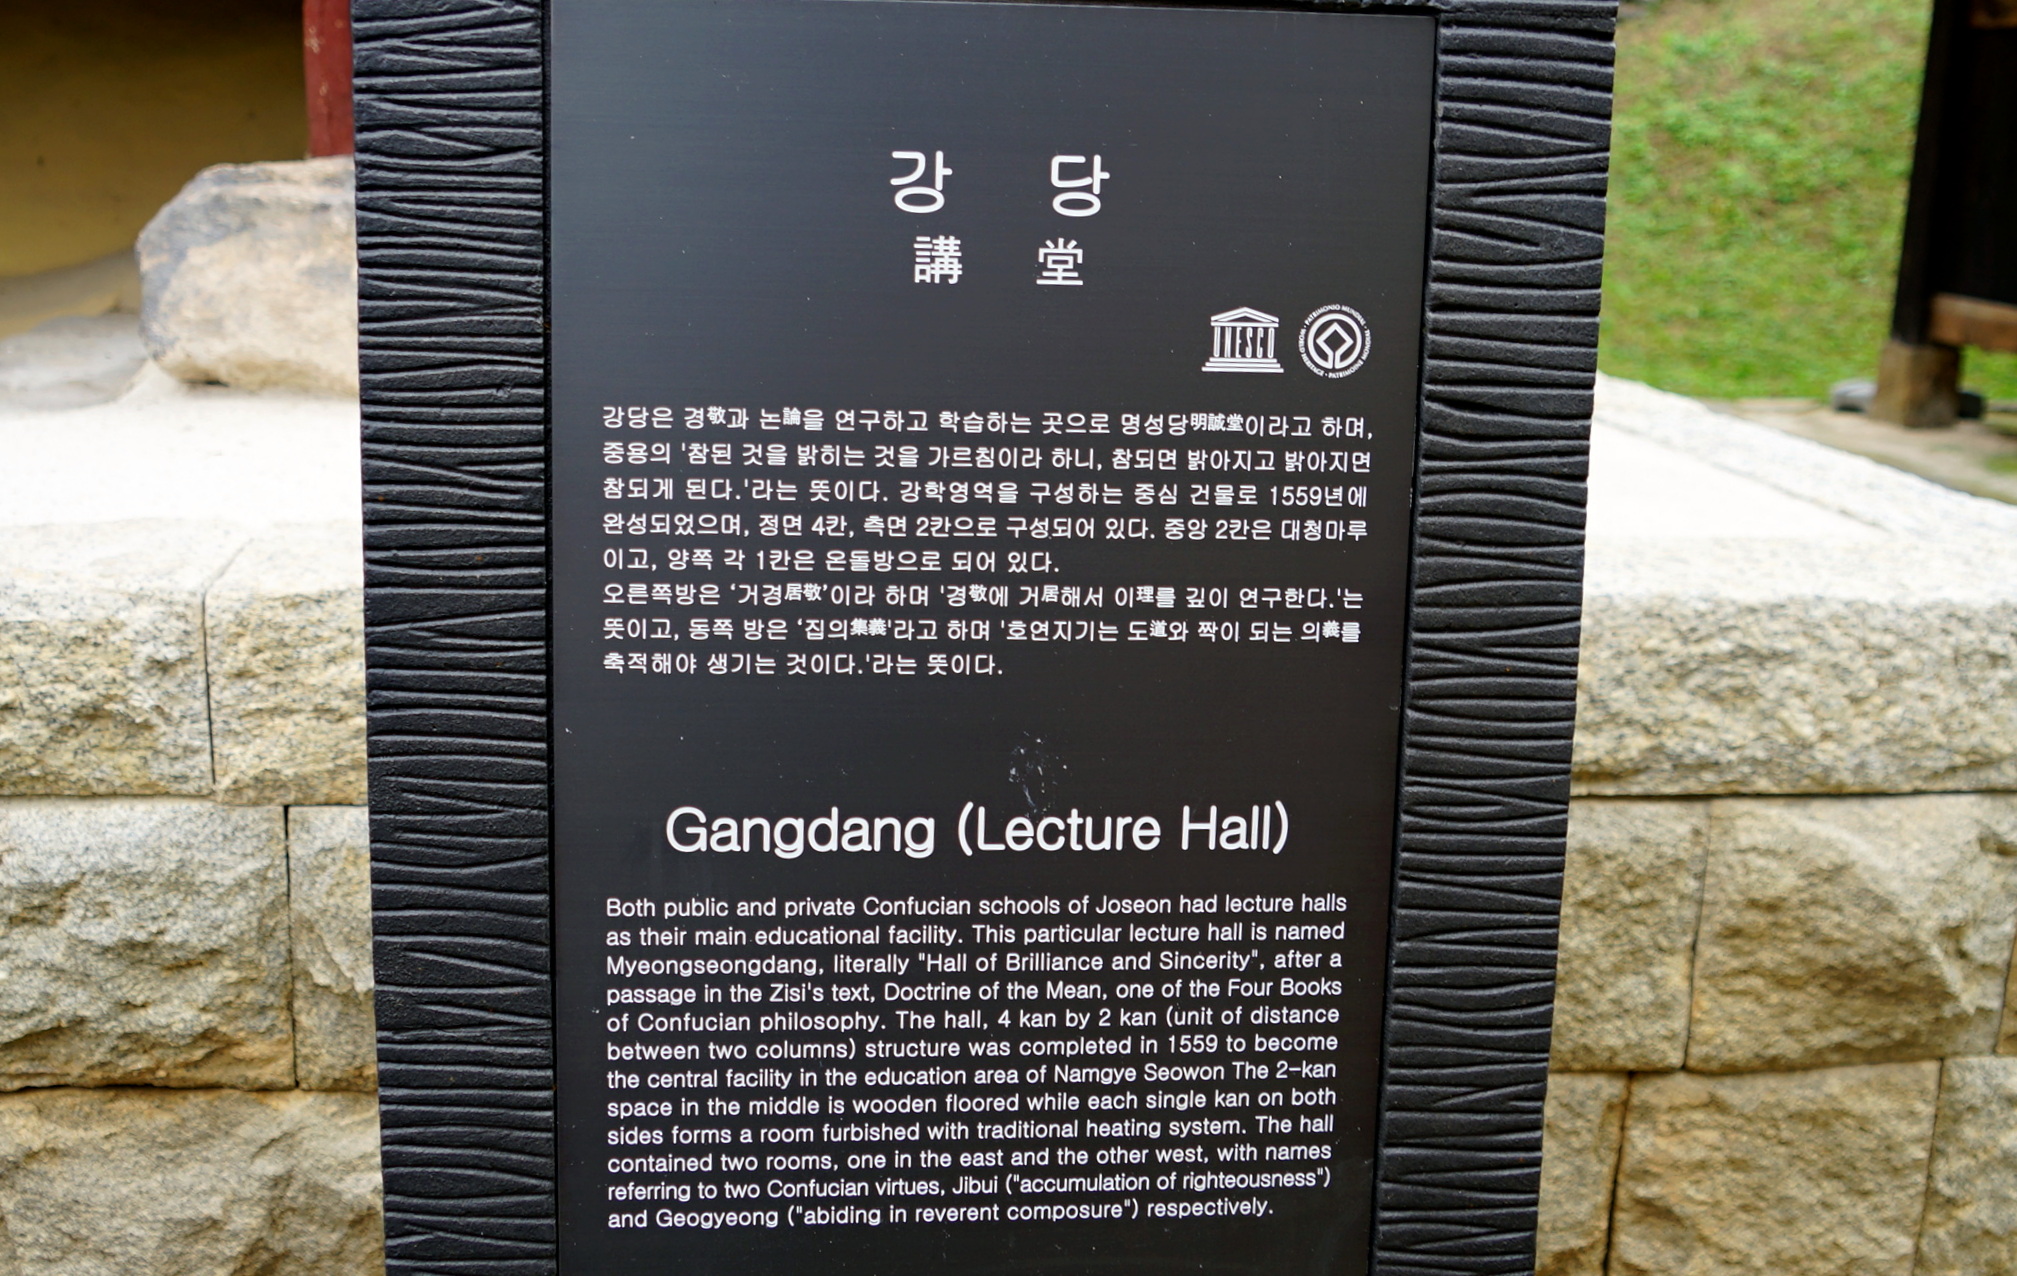 강 당
講 堂
UNESCO
WORLD HERITAGE • PATRIMOINE MONDIAL • PATRIMONIO MUNDIAL
강당은 경敬과 논論을 연구하고 학습하는 곳으로 명성당明誠堂이라고 하며,
중용의 '참된 것을 밝히는 것을 가르침이라 하니, 참되면 밝아지고 밝아지면
참되게 된다.'라는 뜻이다. 강학영역을 구성하는 중심 건물로 1559년에
완성되었으며, 정면 4칸, 측면 2칸으로 구성되어 있다. 중앙 2칸은 대청마루
이고, 양쪽 각 1칸은 온돌방으로 되어 있다.
오른쪽방은 ‘거경居敬’이라 하며 '경敬에 거居해서 이理를 깊이 연구한다.'는
뜻이고, 동쪽 방은 ‘집의集義'라고 하며 '호연지기는 도道와 짝이 되는 의義를
축적해야 생기는 것이다.'라는 뜻이다.
Gangdang (Lecture Hall)
Both public and private Confucian schools of Joseon had lecture halls
as their main educational facility. This particular lecture hall is named
Myeongseongdang, literally "Hall of Brilliance and Sincerity", after a
passage in the Zisi's text, Doctrine of the Mean, one of the Four Books
of Confucian philosophy. The hall, 4 kan by 2 kan (unit of distance
between two columns) structure was completed in 1559 to become
the central facility in the education area of Namgye Seowon The 2-kan
space in the middle is wooden floored while each single kan on both
sides forms a room furbished with traditional heating system. The hall
contained two rooms, one in the east and the other west, with names
referring to two Confucian virtues, Jibui ("accumulation of righteousness")
and Geogyeong ("abiding in reverent composure") respectively.